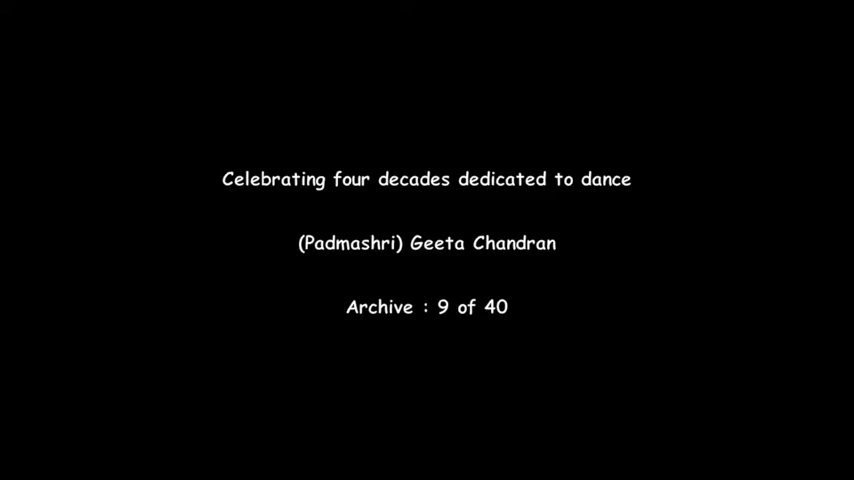 Celebrating four decades dedicated to dance
(Padmashri) Geeta Chandran
Archive : 9 of 40